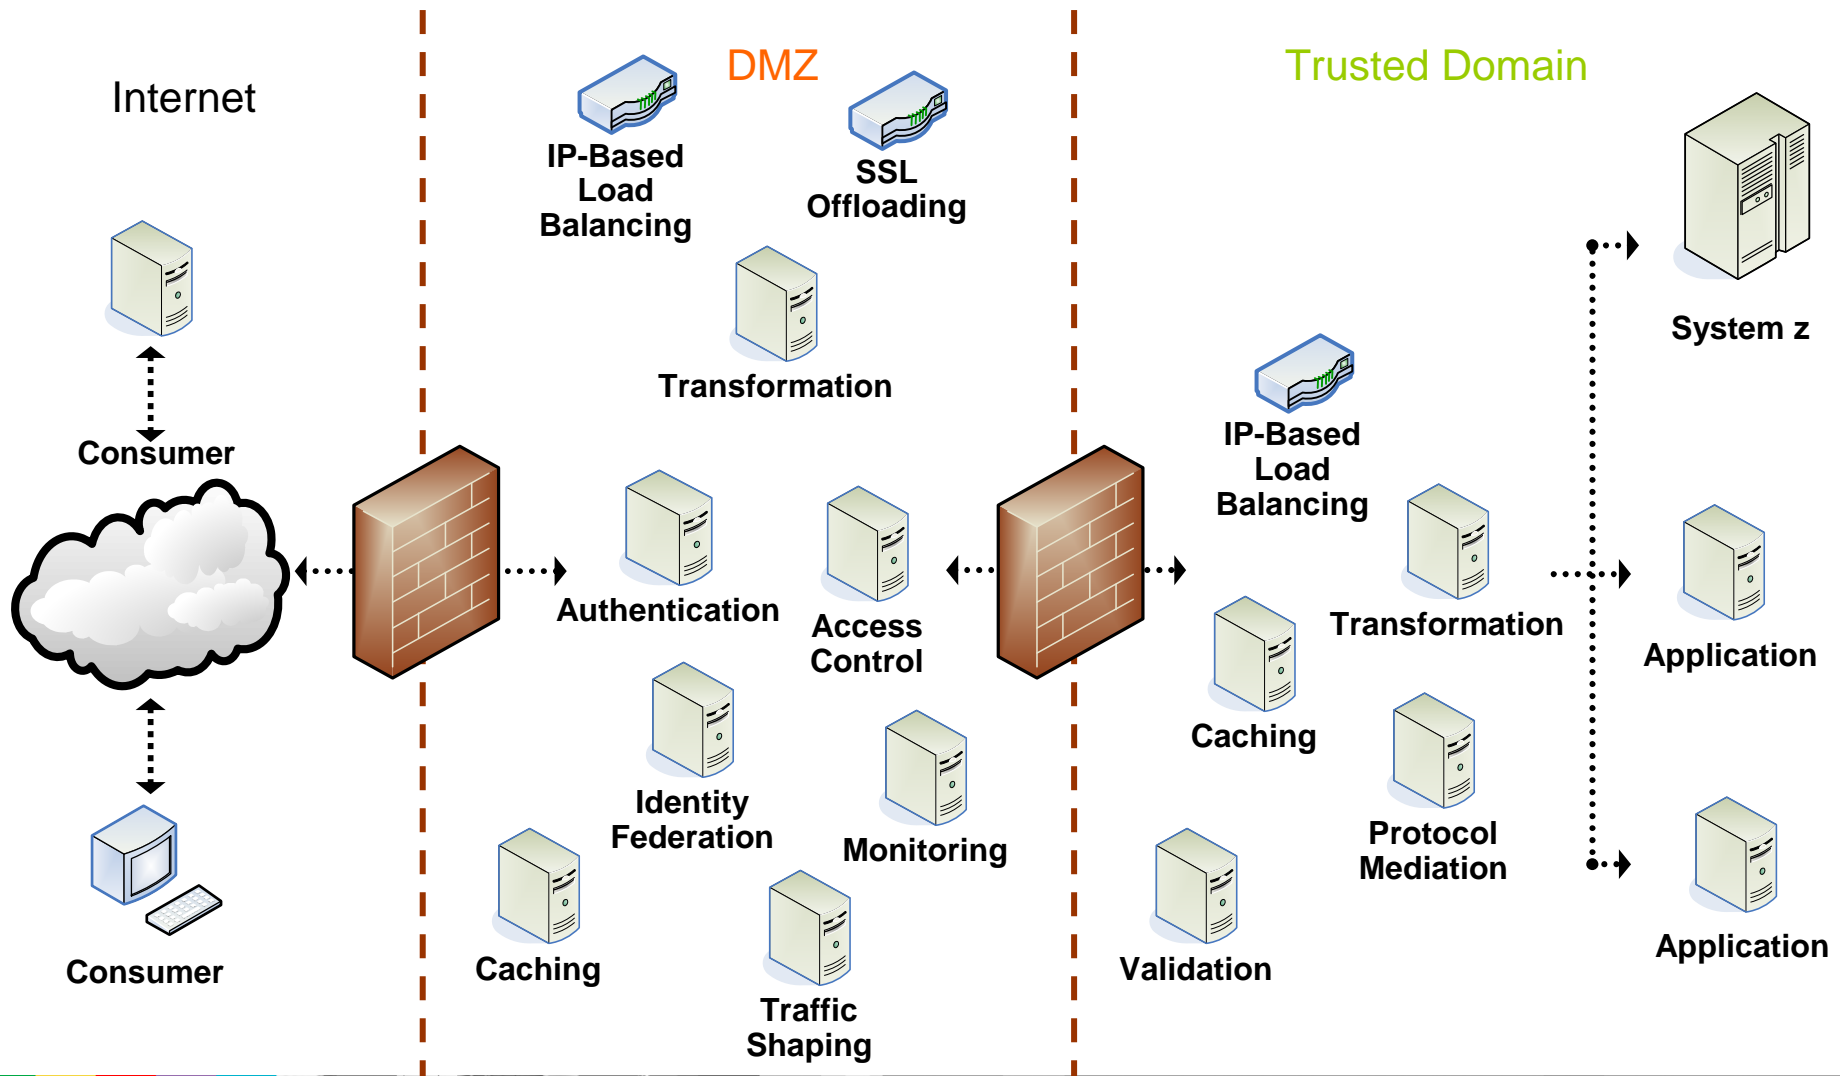 Internet
DMZ
Trusted Domain
IP-Based
Load
Balancing
SSL
Offloading
Transformation
System z
Consumer
IP-Based
Load
Balancing
Authentication
Access
Control
Transformation
Application
Caching
Identity
Federation
Monitoring
Protocol
Mediation
Consumer
Caching
Traffic
Shaping
Validation
Application